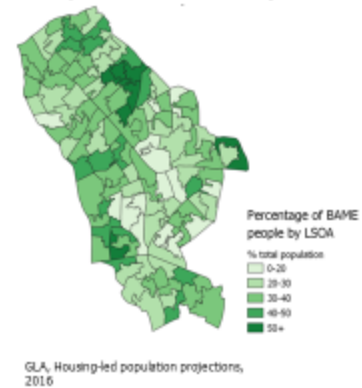 Percentage of BAME
people by LSOA
% total population
0-20
20-30
30-40
40-50
50+
GLA, Housing-led population projections,
2016